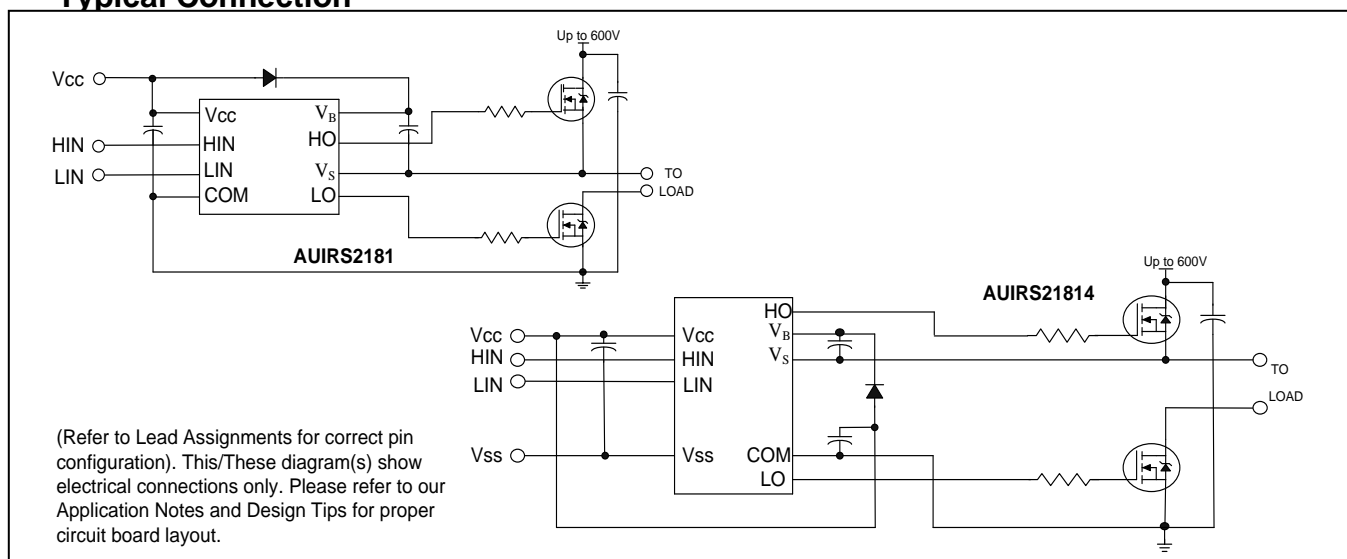 Typical Connection
Up to 600V
Vcc
Vcc
VB
HIN
HIN
HO
LIN
LIN
VS
TO
COM
LO
LOAD
AUIRS2181
Up to 600V
AUIRS21814
HO
Vcc
Vcc
VB
HIN
HIN
VS
LIN
LIN
TO
LOAD
Vss
Vss
COM
LO
(Refer to Lead Assignments for correct pin
configuration). This/These diagram(s) show
electrical connections only. Please refer to our
Application Notes and Design Tips for proper
circuit board layout.